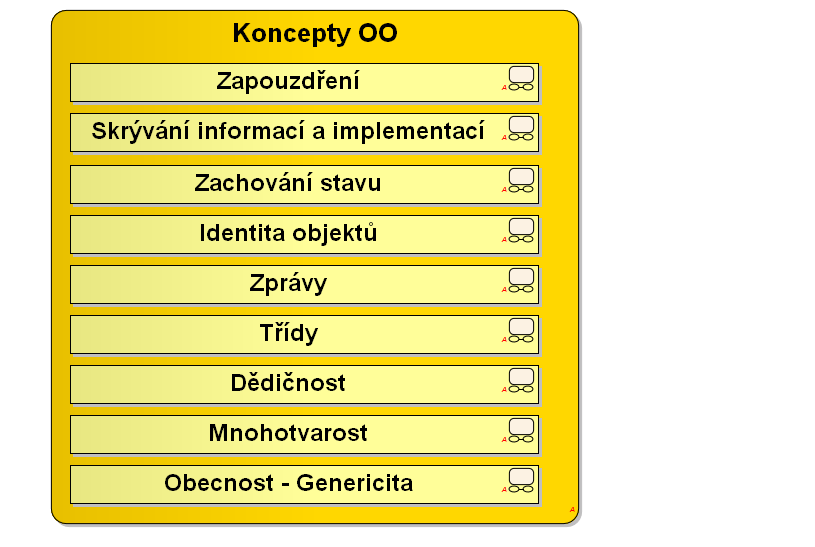 Koncepty OO
Zapouzdření
Skrývání informací a implementací
Zachování stavu
Identita objektů
Zprávy
Třídy
Dědičnost
Mnohotvarost
Obecnost - Genericita